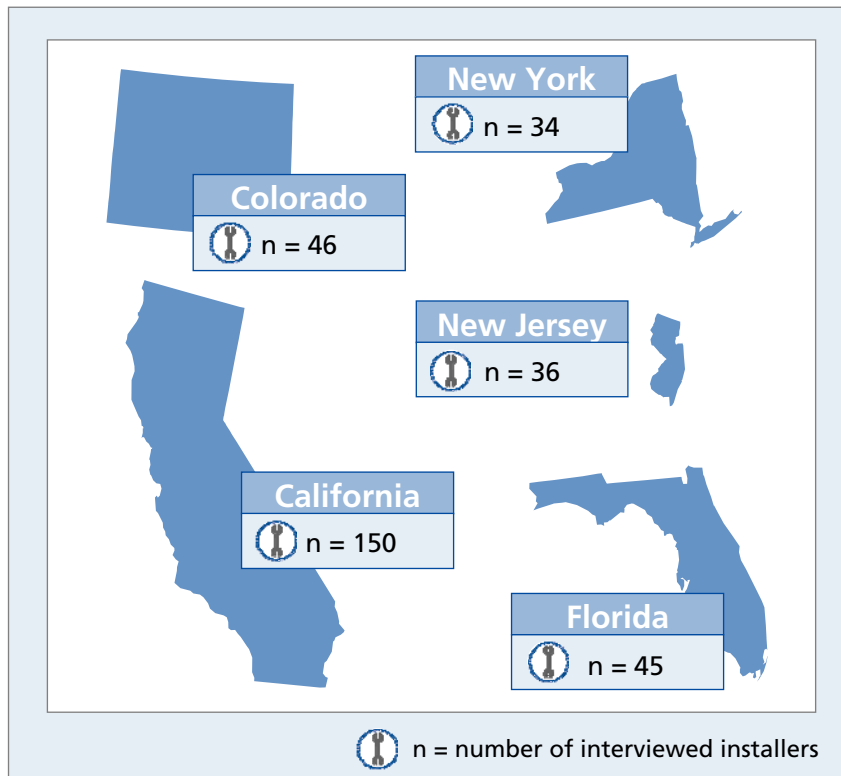 New York
n = 34
Colorado
n = 46
New Jersey
n = 36
California
n = 150
Florida
n = 45
n = number of interviewed installers